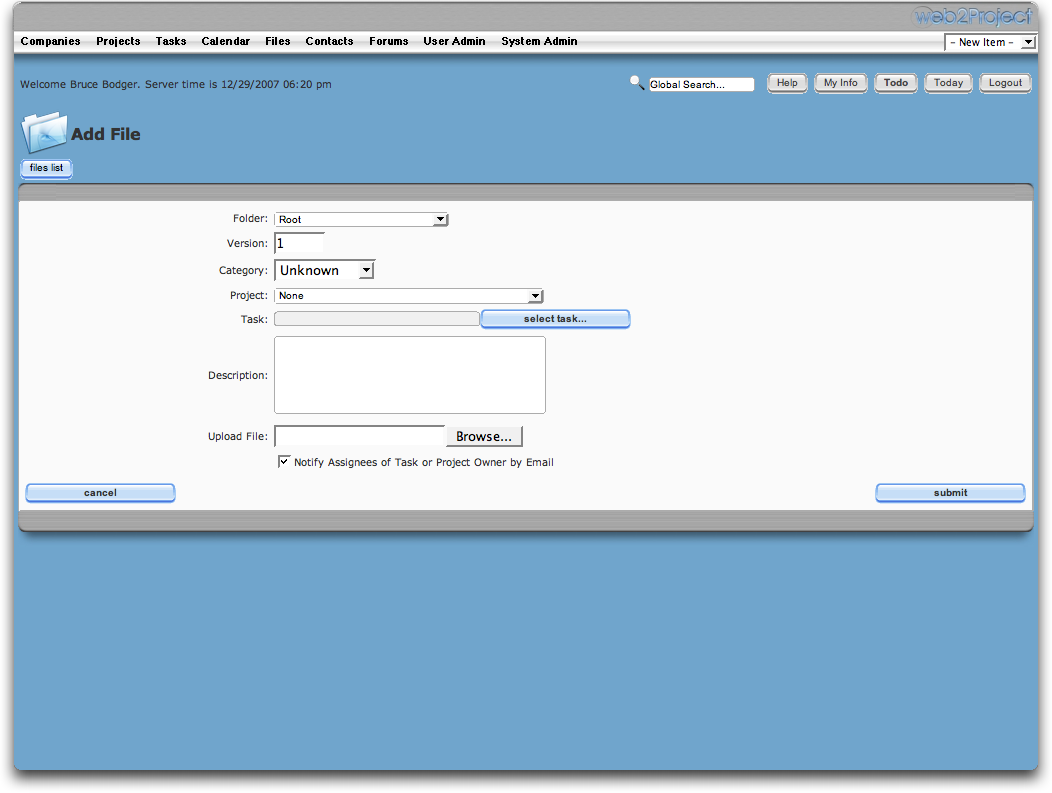 web2Project
Companies Projects Tasks Calendar Files Contacts Forums User Admin System Admin - New Item -
Welcome Bruce Bodger. Server time is 12/29/2007 06:20 pm Global Search... Help My Info Todo Today Logout
Add File
files list
Folder: Root
Version: 1
Category: Unknown
Project: None
Task: select task...
Description:
Upload File: Browse...
Notify Assignees of Task or Project Owner by Email
cancel submit